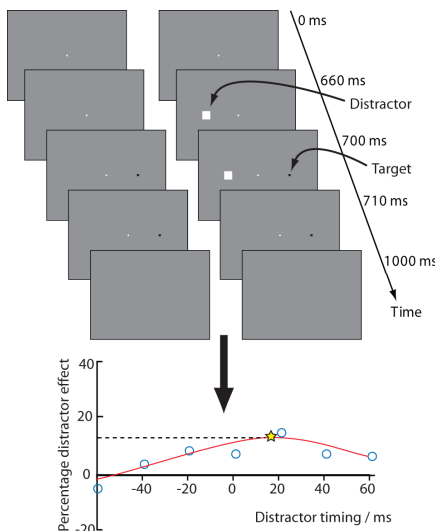 0 ms
660 ms
Distractor
700 ms
Target
710 ms
1000 ms
Time
Percentage distractor effect
40
20
0
-20
-40 -20 0 20 40 60
Distractor timing / ms